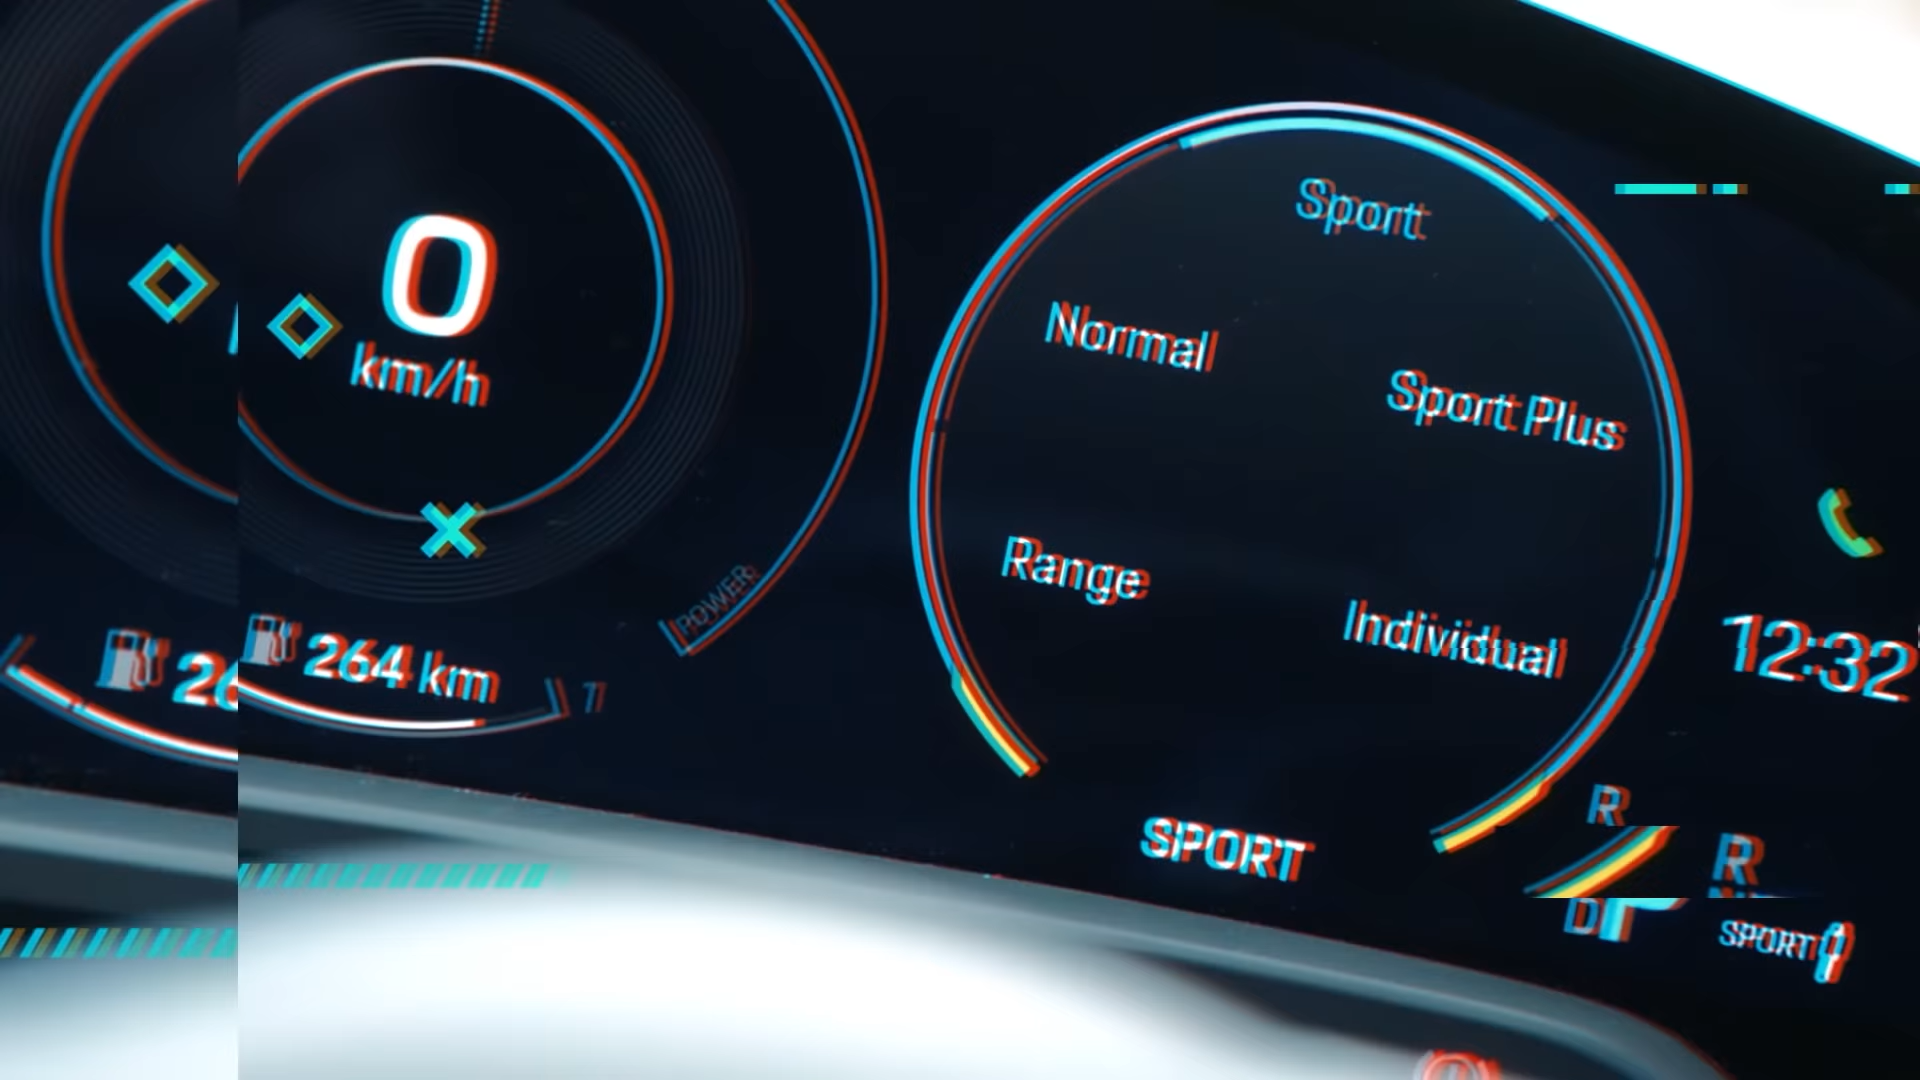 0
km/h
264 km
POWER
Sport
Normal
Sport Plus
Range
Individual
SPORT
12:32
R
R
D
SPORT